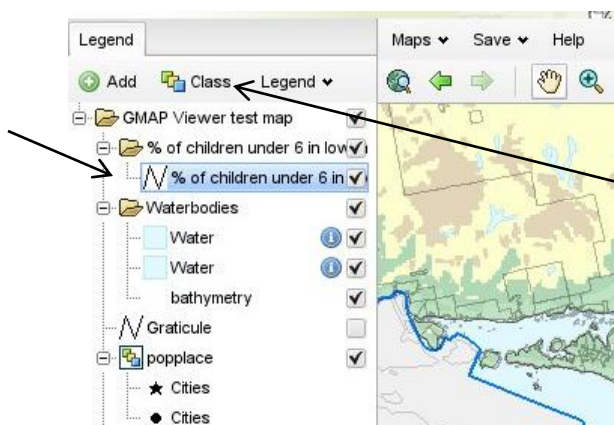 Legend
Maps Save Help
Add Class Legend
GMAP Viewer test map
% of children under 6 in low
% of children under 6 in
Waterbodies
Water
Water
bathymetry
Graticule
popplace
Cities
Cities